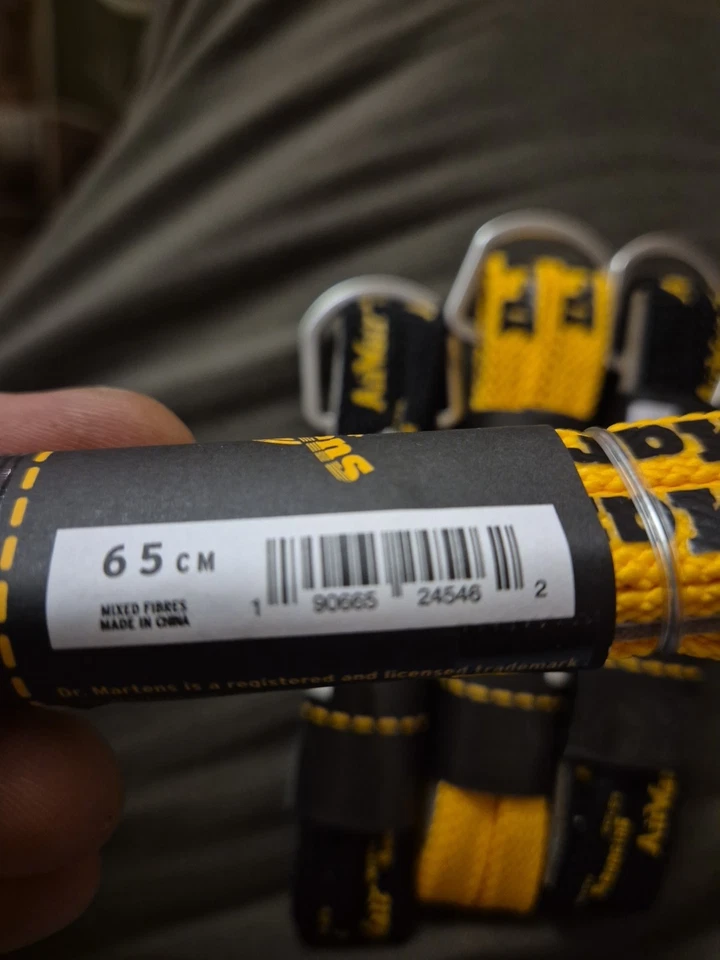 65 CM
MIXED FIBRES
MADE IN CHINA
1 90665 24546 2
Dr. Martens is a registered and licensed trademark